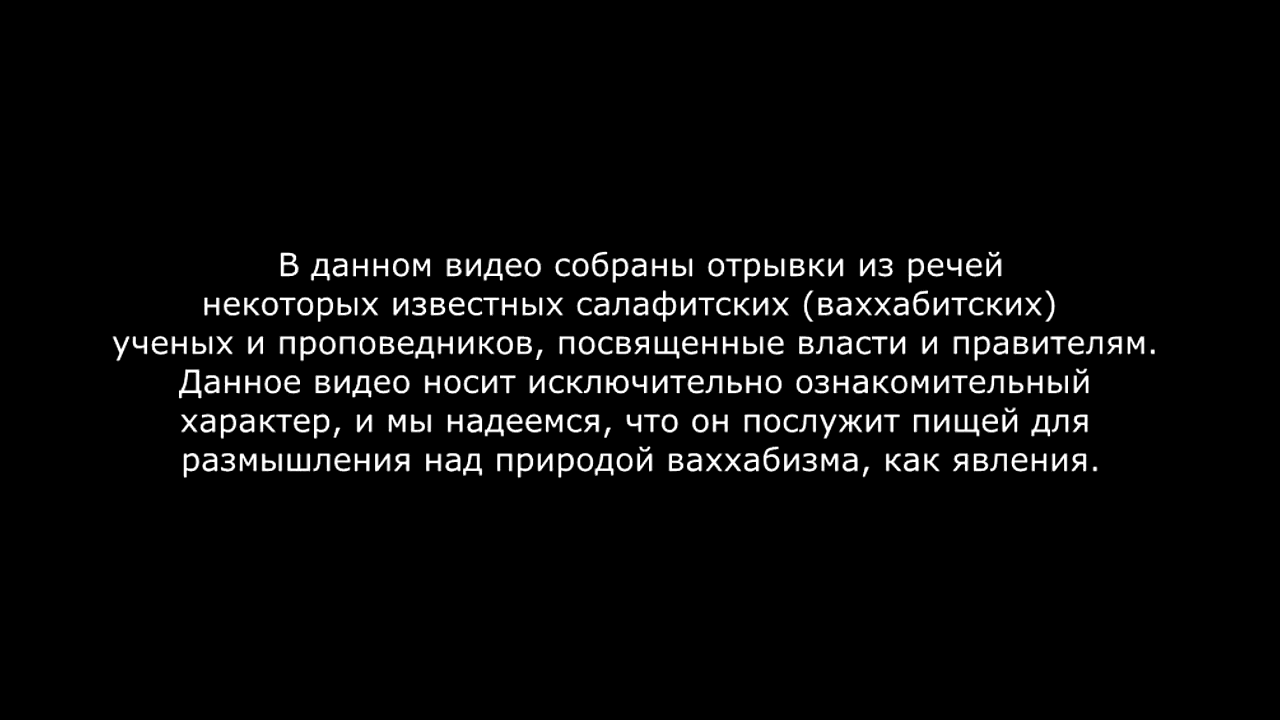 В данном видео собраны отрывки из речей
некоторых известных салафитских (ваххабитских)
ученых и проповедников, посвященные власти и правителям.
Данное видео носит исключительно ознакомительный
характер, и мы надеемся, что он послужит пищей для
размышления над природой ваххабизма, как явления.